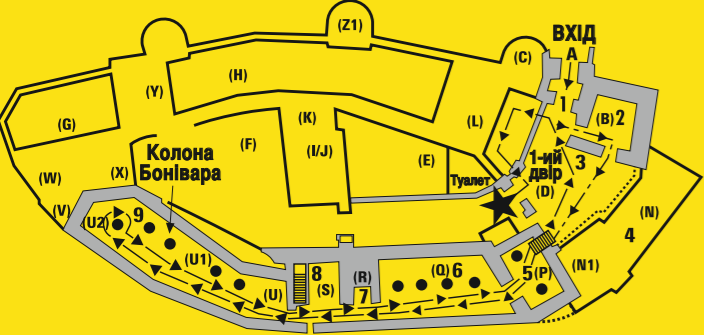 (Z1)
ВХІД
A
(C)
(H)
(Y)
1
(B) 2
(K)
(L)
(G)
(F)
(I/J)
(E)
1-ий
двір
3
Колона
Бонівара
(W)
(X)
Туалет
(D)
(V)
(U2)
9
(N)
4
(U1)
8
(R)
(Q) 6
5 (P)
(N1)
(U)
(S)
7